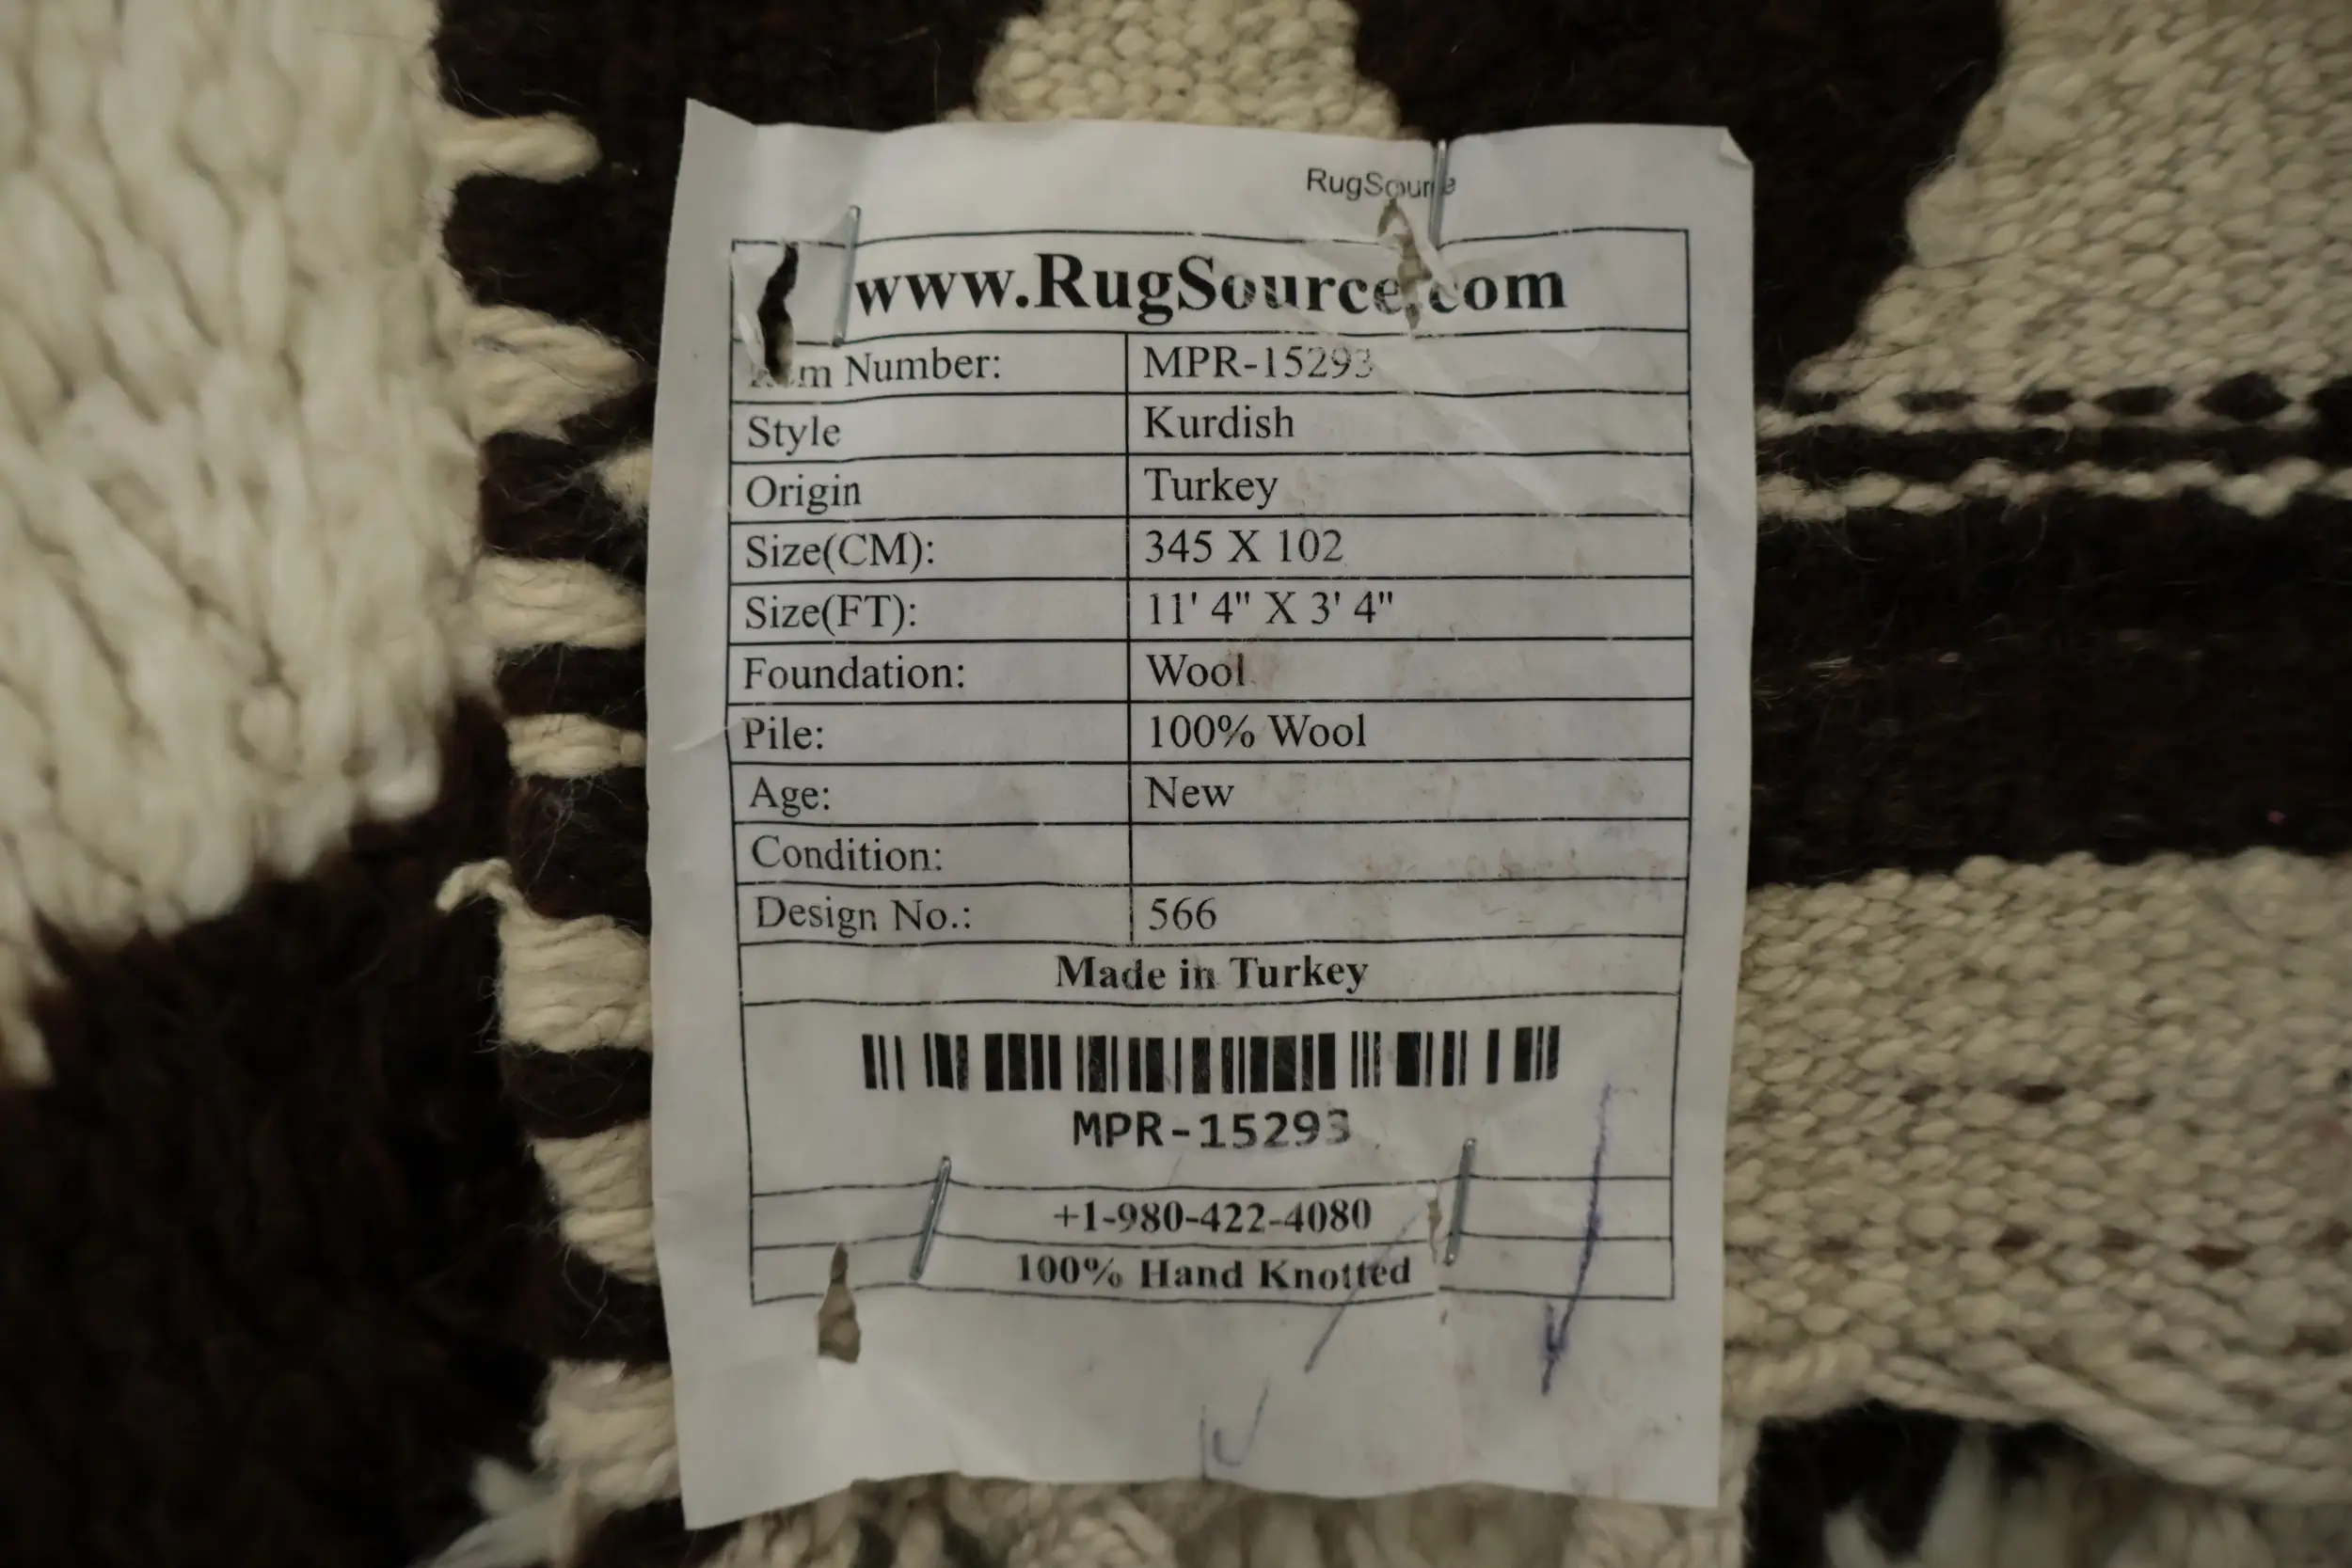 RugSource
www.RugSource.com
Item Number: MPR-15293
Style Kurdish
Origin Turkey
Size(CM): 345 X 102
Size(FT): 11' 4" X 3' 4"
Foundation: Wool
Pile: 100% Wool
Age: New
Condition:
Design No.: 566
Made in Turkey
MPR-15293
+1-980-422-4080
100% Hand Knotted